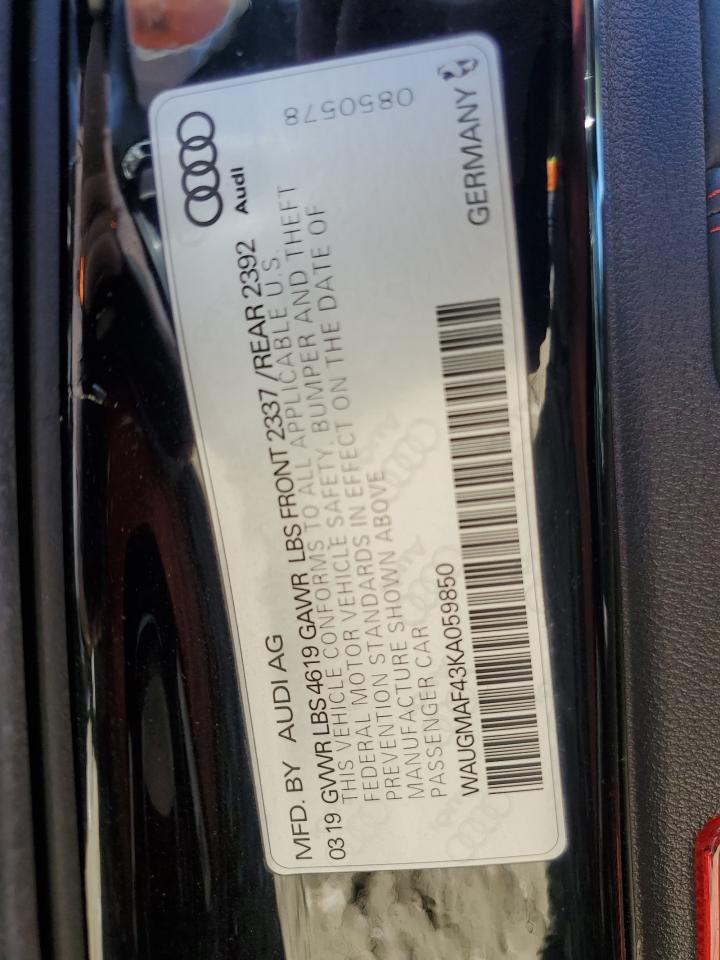 MFD. BY AUDI AG
Audi
0319 GVWR LBS 4619 GAWR LBS FRONT 2337 /REAR 2392
THIS VEHICLE CONFORMS TO ALL APPLICABLE U.S.
FEDERAL MOTOR VEHICLE SAFETY, BUMPER AND THEFT
PREVENTION STANDARDS IN EFFECT ON THE DATE OF
MANUFACTURE SHOWN ABOVE
PASSENGER CAR
WAUGMAF43KA059850
GERMANY
0850578